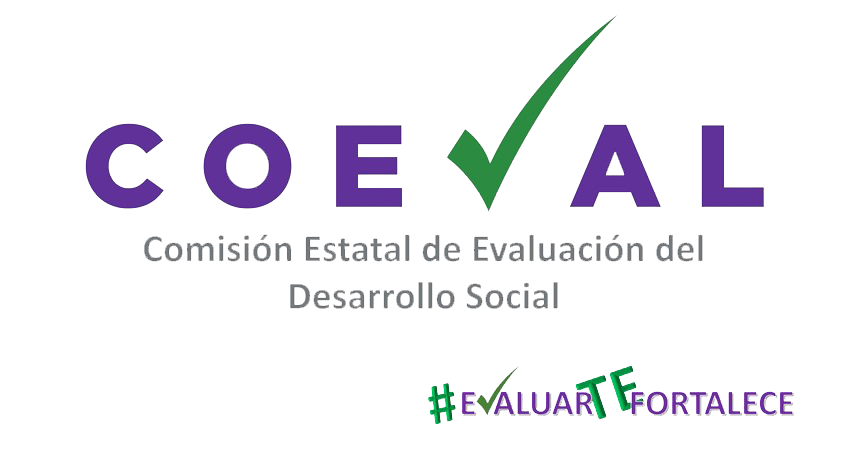 COEVAL
Comisión Estatal de Evaluación del
Desarrollo Social
#EVALUARTEFORTALECE